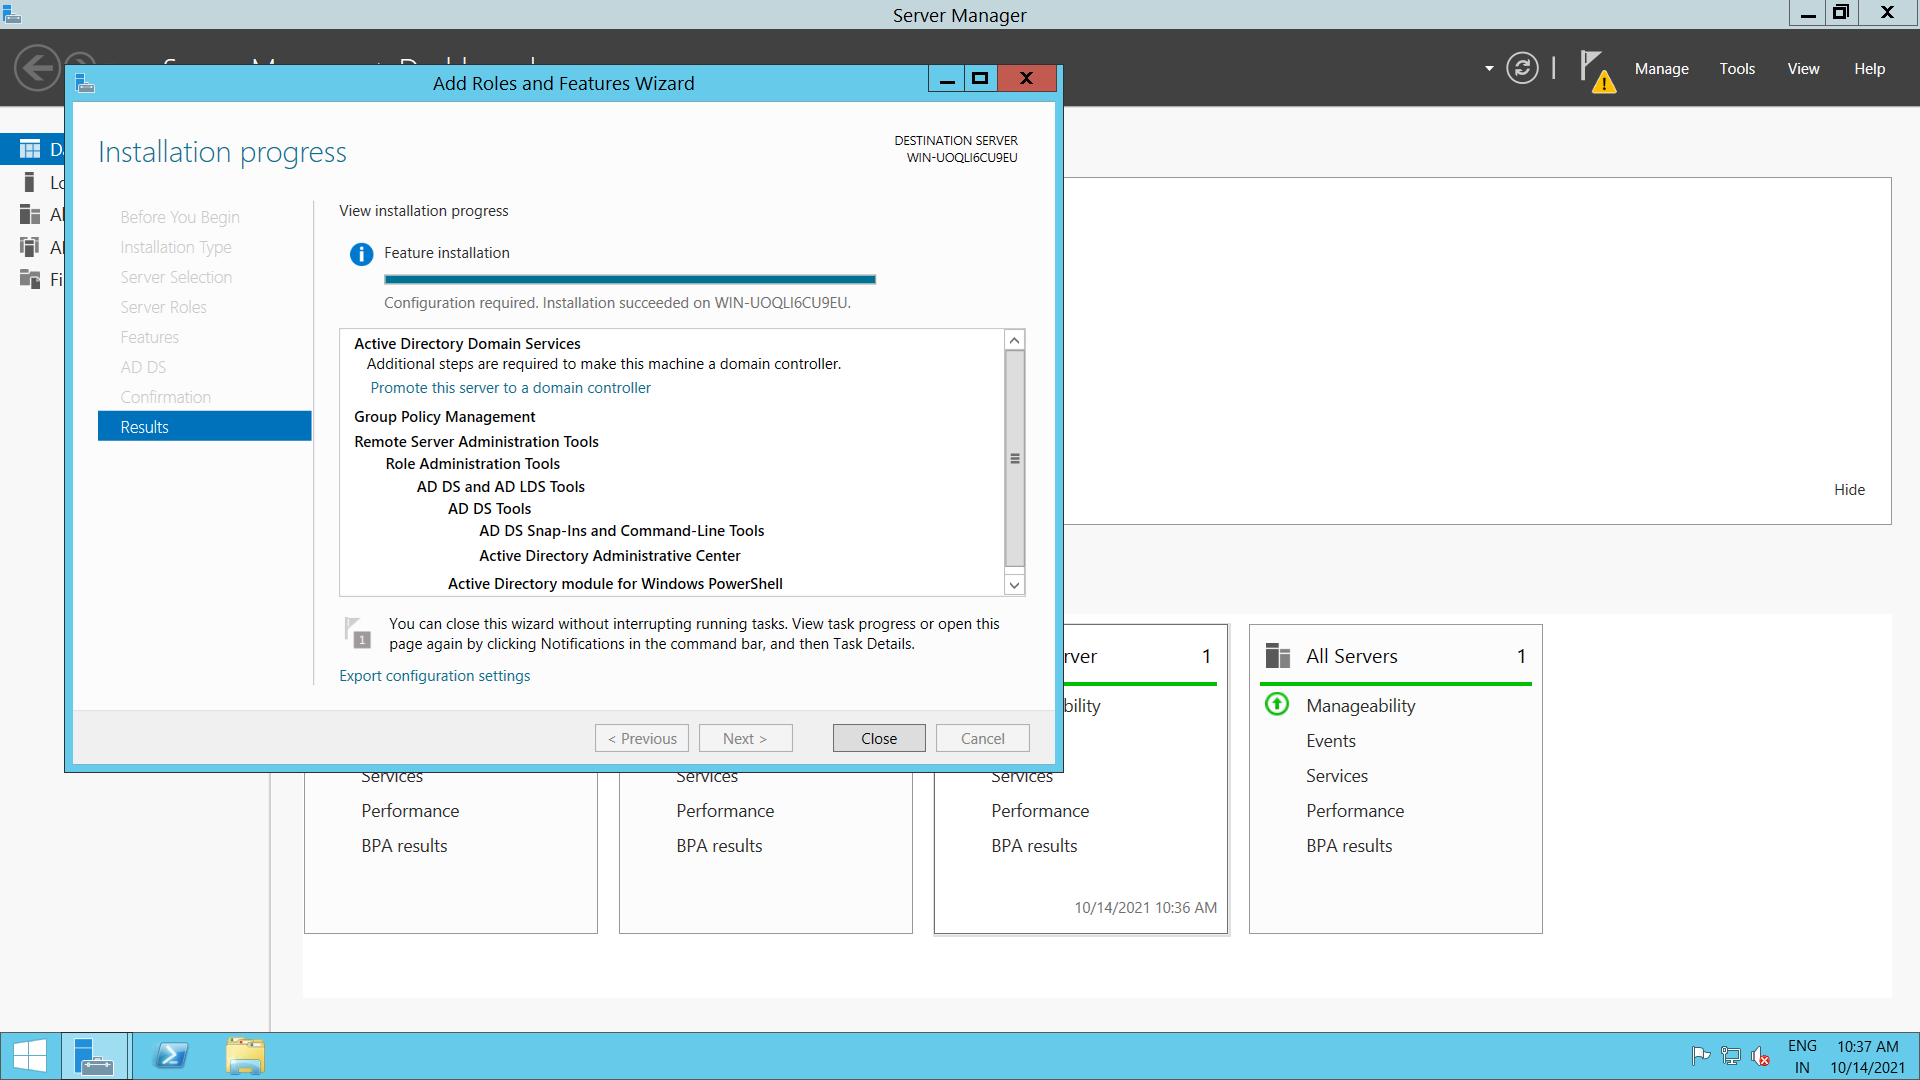 Server Manager
Manage
Tools
View
Help
Add Roles and Features Wizard
Installation progress
DESTINATION SERVER
WIN-UOQLI6CU9EU
Before You Begin
Installation Type
Server Selection
Server Roles
Features
AD DS
Confirmation
Results
View installation progress
Feature installation
Configuration required. Installation succeeded on WIN-UOQLI6CU9EU.
Active Directory Domain Services
Additional steps are required to make this machine a domain controller.
Promote this server to a domain controller
Group Policy Management
Remote Server Administration Tools
Role Administration Tools
AD DS and AD LDS Tools
AD DS Tools
AD DS Snap-Ins and Command-Line Tools
Active Directory Administrative Center
Active Directory module for Windows PowerShell
1
You can close this wizard without interrupting running tasks. View task progress or open this
page again by clicking Notifications in the command bar, and then Task Details.
Export configuration settings
< Previous
Next >
Close
Cancel
Hide
rver 1
bility
Services
Performance
BPA results
Services
Performance
BPA results
Services
Performance
BPA results
10/14/2021 10:36 AM
All Servers 1
Manageability
Events
Services
Performance
BPA results
ENG
IN
10:37 AM
10/14/2021